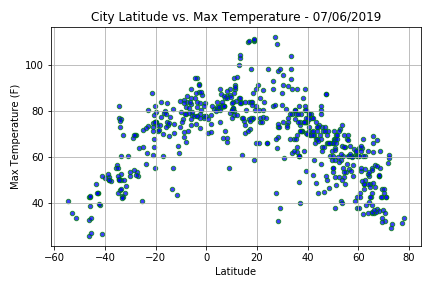 City Latitude vs. Max Temperature - 07/06/2019
Max Temperature (F)
100
80
60
40
−60 −40 −20 0 20 40 60 80
Latitude